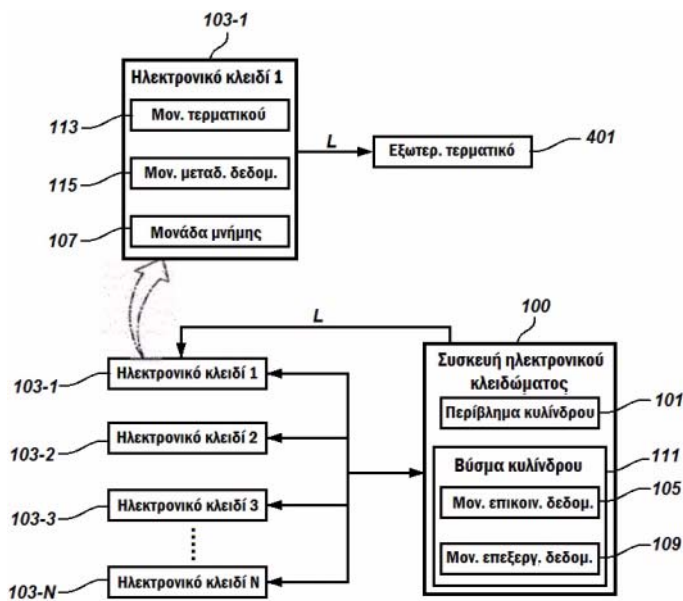 103-1
Ηλεκτρονικό κλειδί 1
113
Μον. τερματικού
L
401
Εξωτερ. τερματικό
115
Μον. μεταδ. δεδομ.
107
Μονάδα μνήμης
L
100
103-1
Ηλεκτρονικό κλειδί 1
Συσκευή ηλεκτρονικού
κλειδώματος
101
Περίβλημα κυλίνδρου
103-2
Ηλεκτρονικό κλειδί 2
Βύσμα κυλίνδρου
111
105
Μον. επικοιν. δεδομ.
103-3
Ηλεκτρονικό κλειδί 3
109
Μον. επεξεργ. δεδομ.
103-N
Ηλεκτρονικό κλειδί N